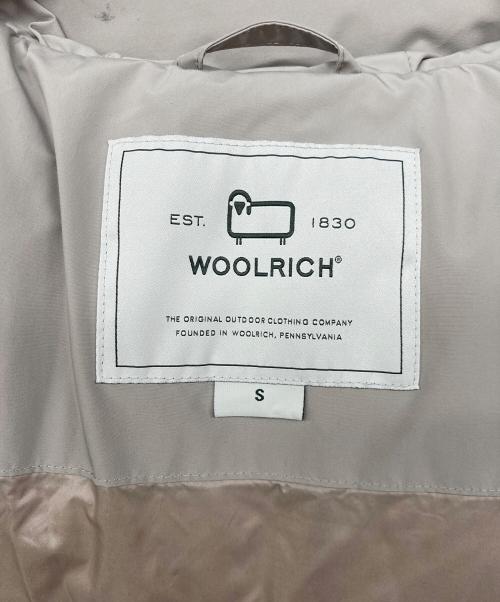 EST. 1830
WOOLRICH®
THE ORIGINAL OUTDOOR CLOTHING COMPANY
FOUNDED IN WOOLRICH, PENNSYLVANIA
S